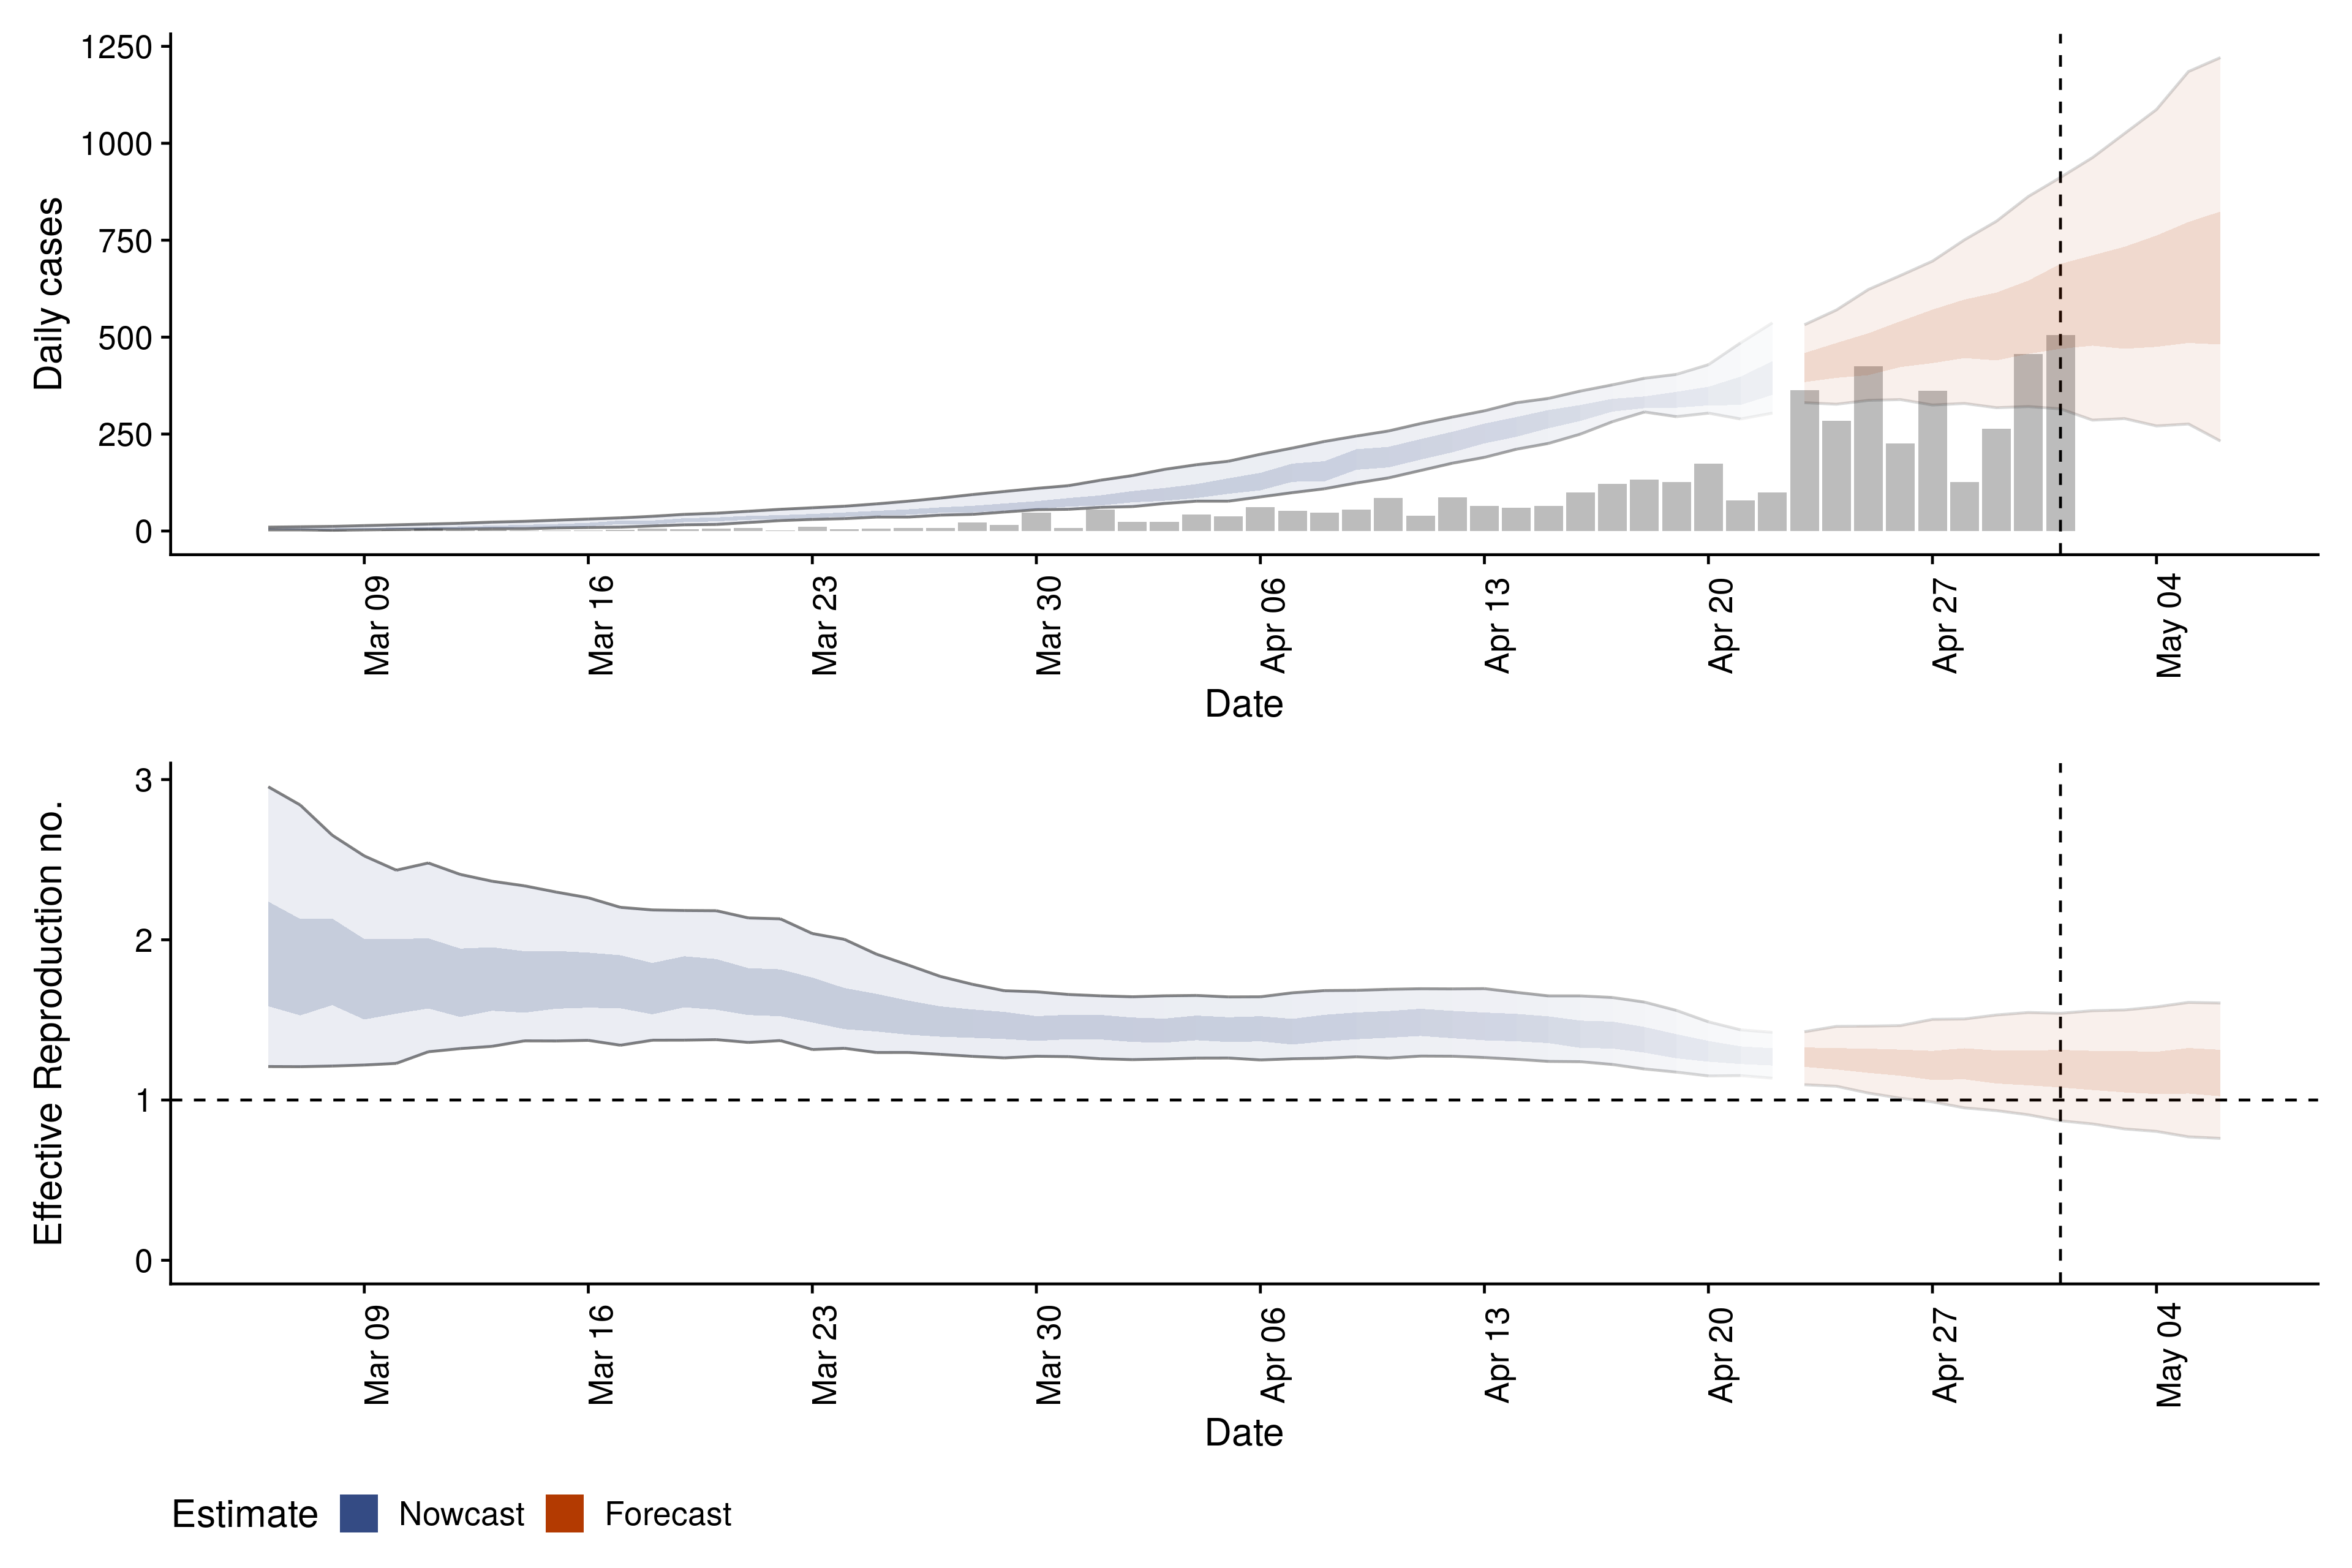 1250
1000
750
500
250
0
Daily cases
Mar 09
Mar 16
Mar 23
Mar 30
Apr 06
Apr 13
Apr 20
Apr 27
May 04
Date
3
2
1
0
Effective Reproduction no.
Mar 09
Mar 16
Mar 23
Mar 30
Apr 06
Apr 13
Apr 20
Apr 27
May 04
Date
Estimate Nowcast Forecast